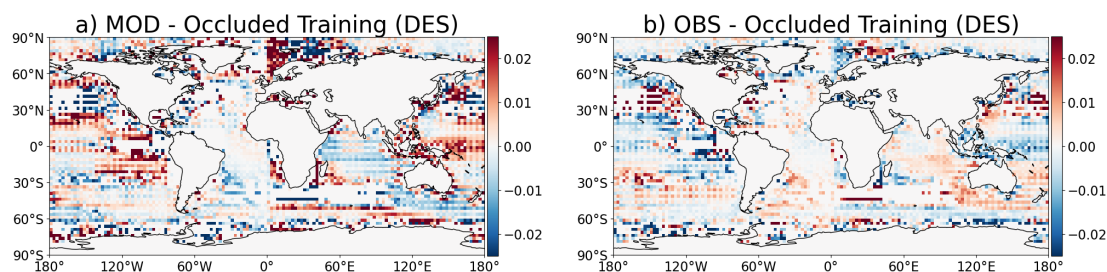 a) MOD - Occluded Training (DES)
90°N
60°N
30°N
0°
30°S
60°S
90°S
180°
120°W
60°W
0°
60°E
120°E
180°
0.02
0.01
0.00
−0.01
−0.02
b) OBS - Occluded Training (DES)
90°N
60°N
30°N
0°
30°S
60°S
90°S
180°
120°W
60°W
0°
60°E
120°E
180°
0.02
0.01
0.00
−0.01
−0.02